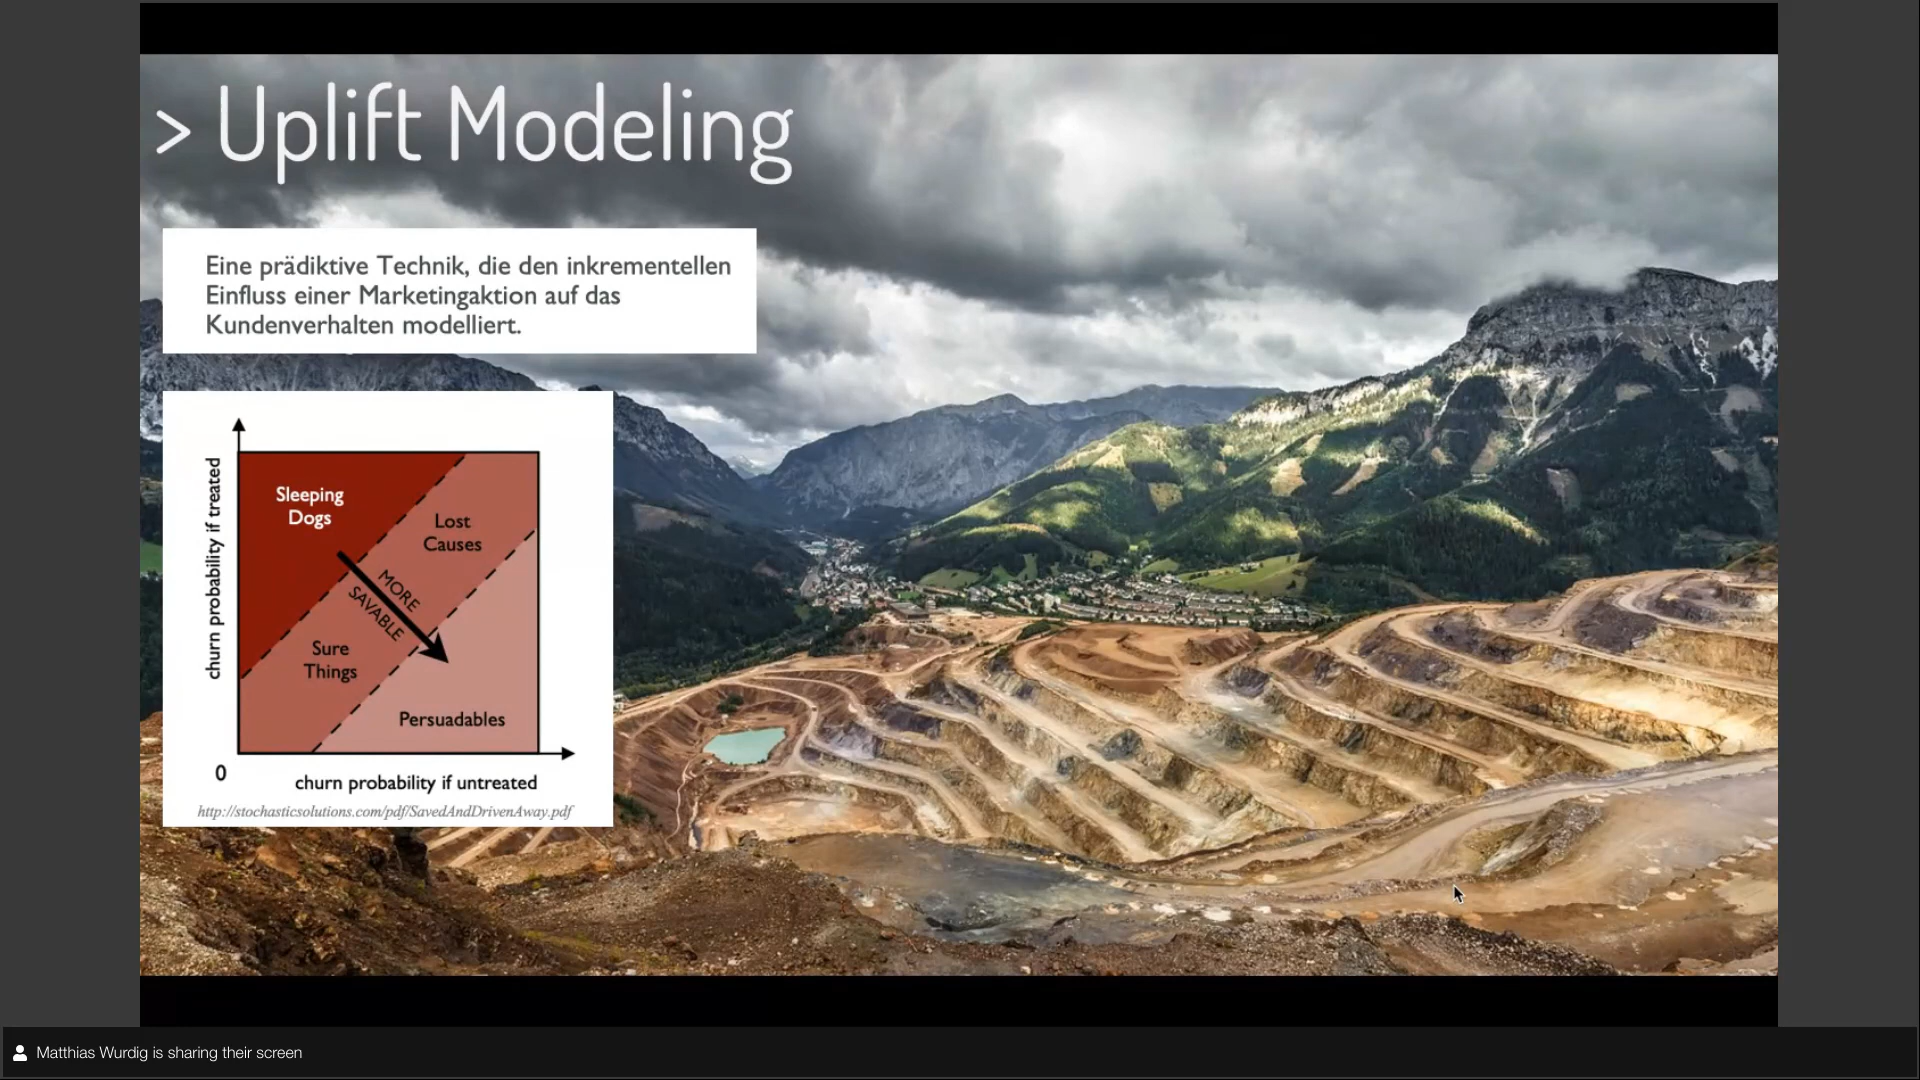 > Uplift Modeling
Eine prädiktive Technik, die den inkrementellen
Einfluss einer Marketingaktion auf das
Kundenverhalten modelliert.
churn probability if treated
Sleeping
Dogs
Lost
Causes
MORE
SAVABLE
Sure
Things
Persuadables
0
churn probability if untreated
http://stochasticsolutions.com/pdf/SavedAndDrivenAway.pdf
Matthias Wurdig is sharing their screen